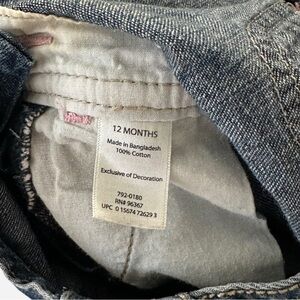 12 MONTHS
Made in Bangladesh
100% Cotton
Exclusive of Decoration
792-0180
RN# 96367
UPC 0 15674 72629 3